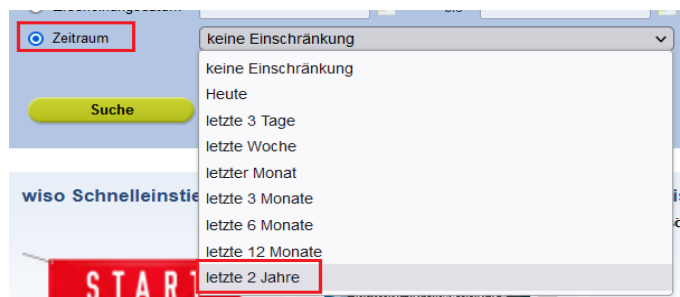 bis
Zeitraum
keine Einschränkung
keine Einschränkung
Heute
Suche
letzte 3 Tage
letzte Woche
letzter Monat
wiso Schnelleinstie
letzte 3 Monate
letzte 6 Monate
letzte 12 Monate
START
letzte 2 Jahre